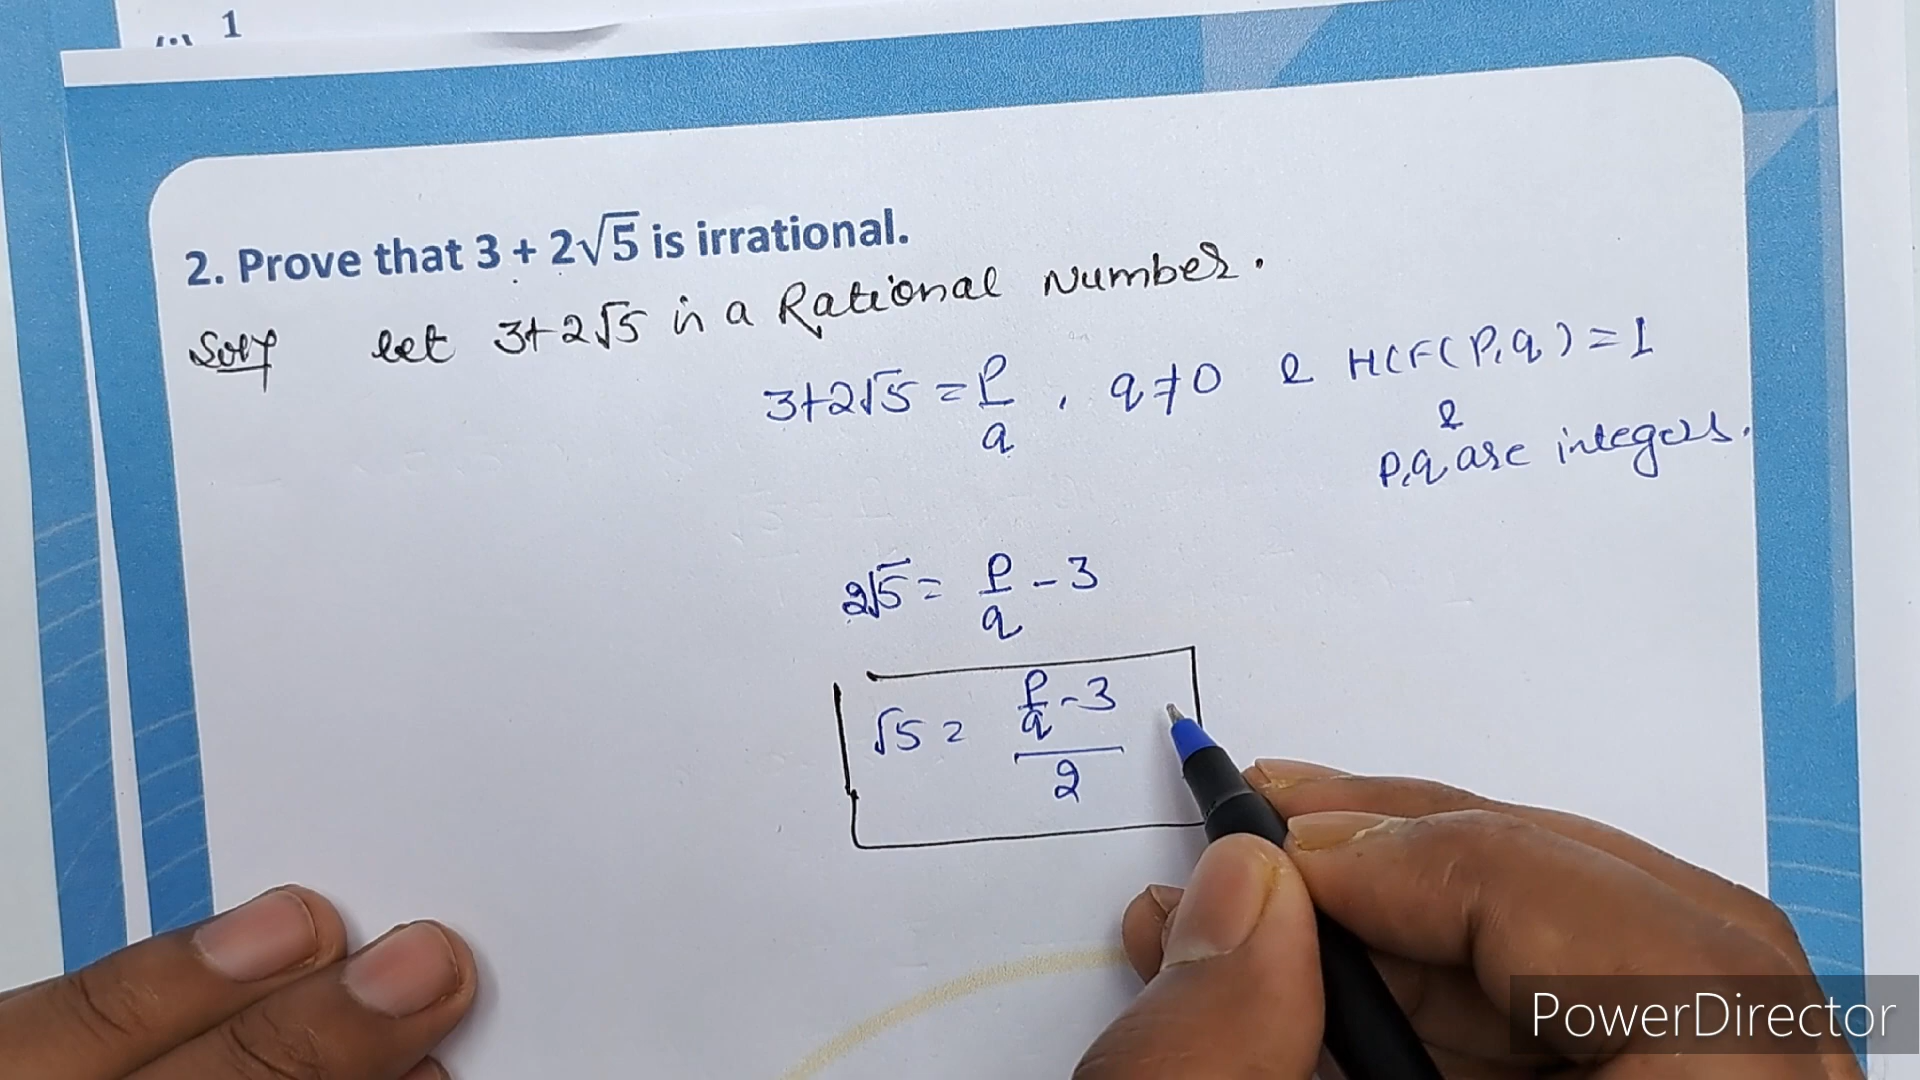 1
2. Prove that 3 + 2√5 is irrational.
Soln let 3+2√5 is a Rational Number.
3+2√5 = p/q , q≠0 & HCF(p,q)=1
&
p,q are integers.
2√5 = p/q - 3
√5 = (p/q - 3)/2
PowerDirector